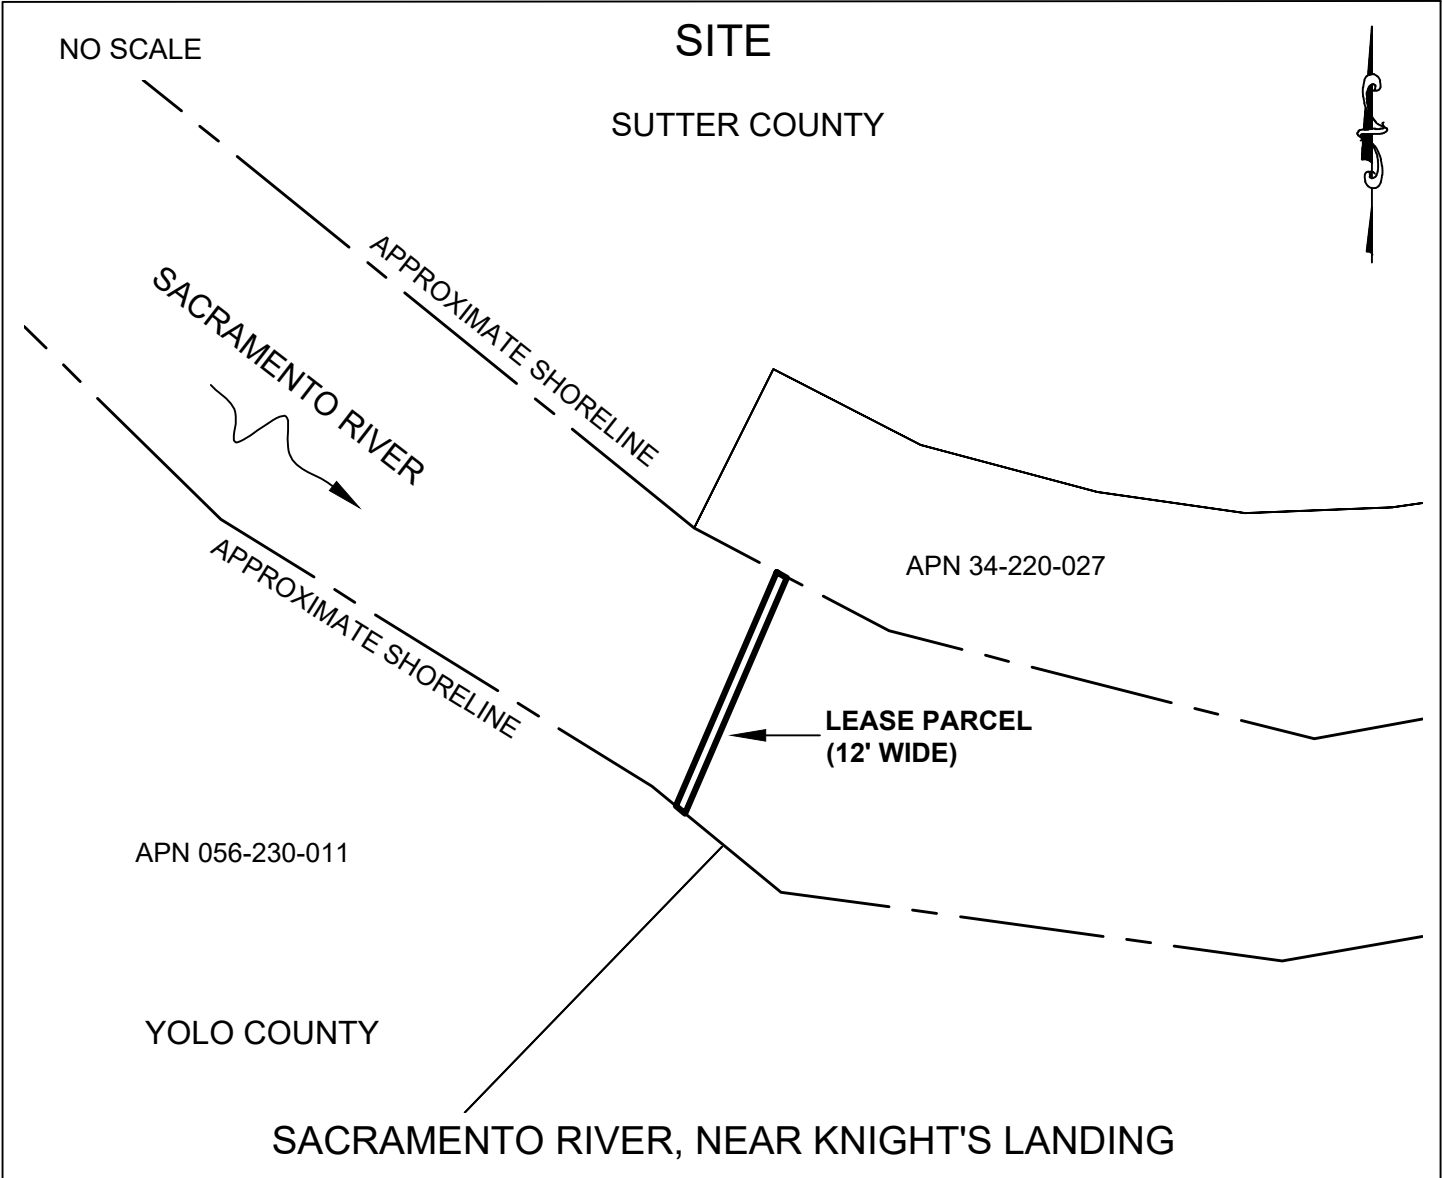 SITE
NO SCALE
SUTTER COUNTY
APPROXIMATE SHORELINE
SACRAMENTO RIVER
APN 34-220-027
APPROXIMATE SHORELINE
LEASE PARCEL
(12' WIDE)
APN 056-230-011
YOLO COUNTY
SACRAMENTO RIVER, NEAR KNIGHT'S LANDING